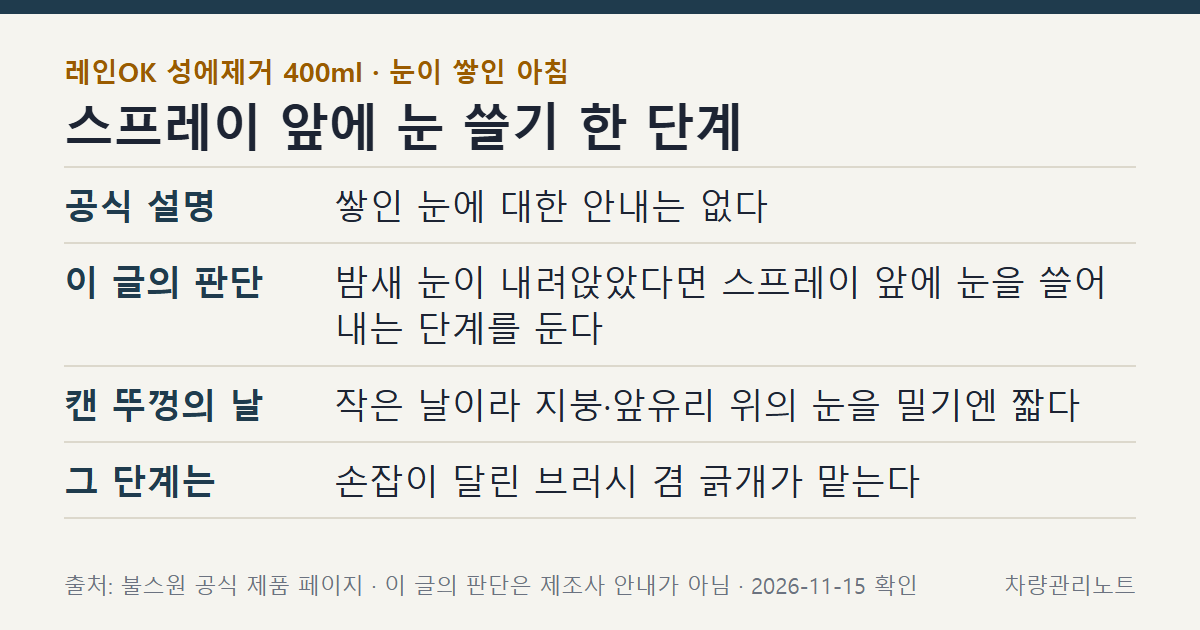 레인OK 성에제거 400ml · 눈이 쌓인 아침
스프레이 앞에 눈 쓸기 한 단계
공식 설명
쌓인 눈에 대한 안내는 없다
이 글의 판단
밤새 눈이 내려앉았다면 스프레이 앞에 눈을 쓸어
내는 단계를 둔다
캔 뚜껑의 날
작은 날이라 지붕·앞유리 위의 눈을 밀기엔 짧다
그 단계는
손잡이 달린 브러시 겸 긁개가 맡는다
출처: 불스원 공식 제품 페이지 · 이 글의 판단은 제조사 안내가 아님 · 2026-11-15 확인
차량관리노트